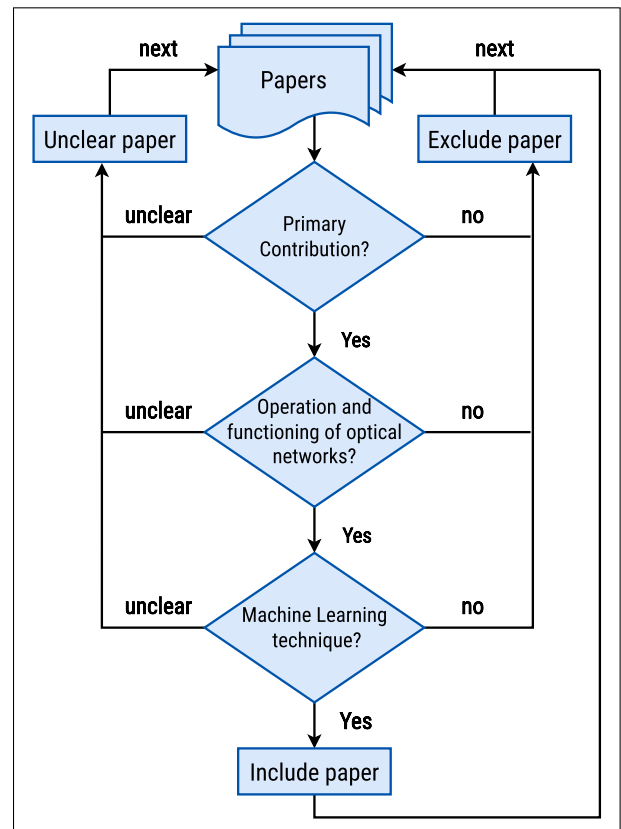 next
next
Papers
Unclear paper
Exclude paper
unclear
Primary
Contribution?
no
Yes
unclear
Operation and
functioning of optical
networks?
no
Yes
unclear
Machine Learning
technique?
no
Yes
Include paper